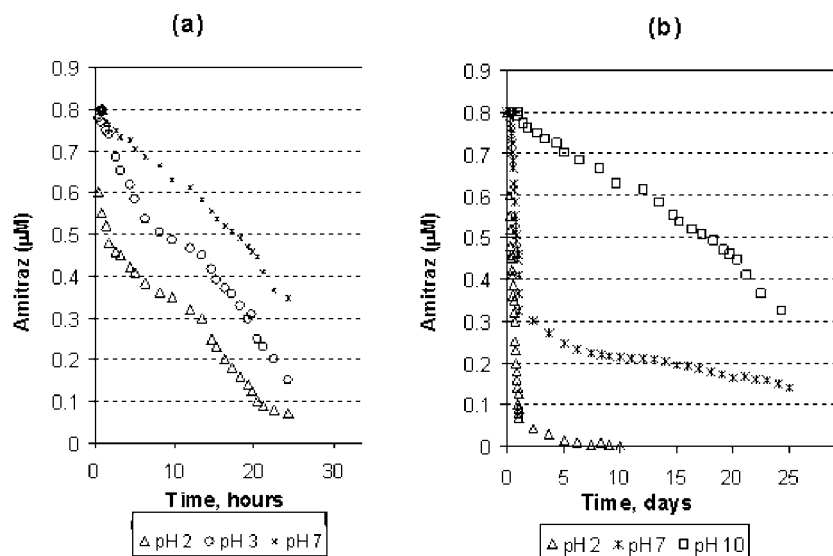 (a)
0.9
0.8
0.7
0.6
0.5
0.4
0.3
0.2
0.1
0
Amitraz (µM)
0 10 20 30
Time, hours
pH 2 pH 3 pH 7
(b)
0.9
0.8
0.7
0.6
0.5
0.4
0.3
0.2
0.1
0
Amitraz (µM)
0 5 10 15 20 25
Time, days
pH 2 pH 7 pH 10